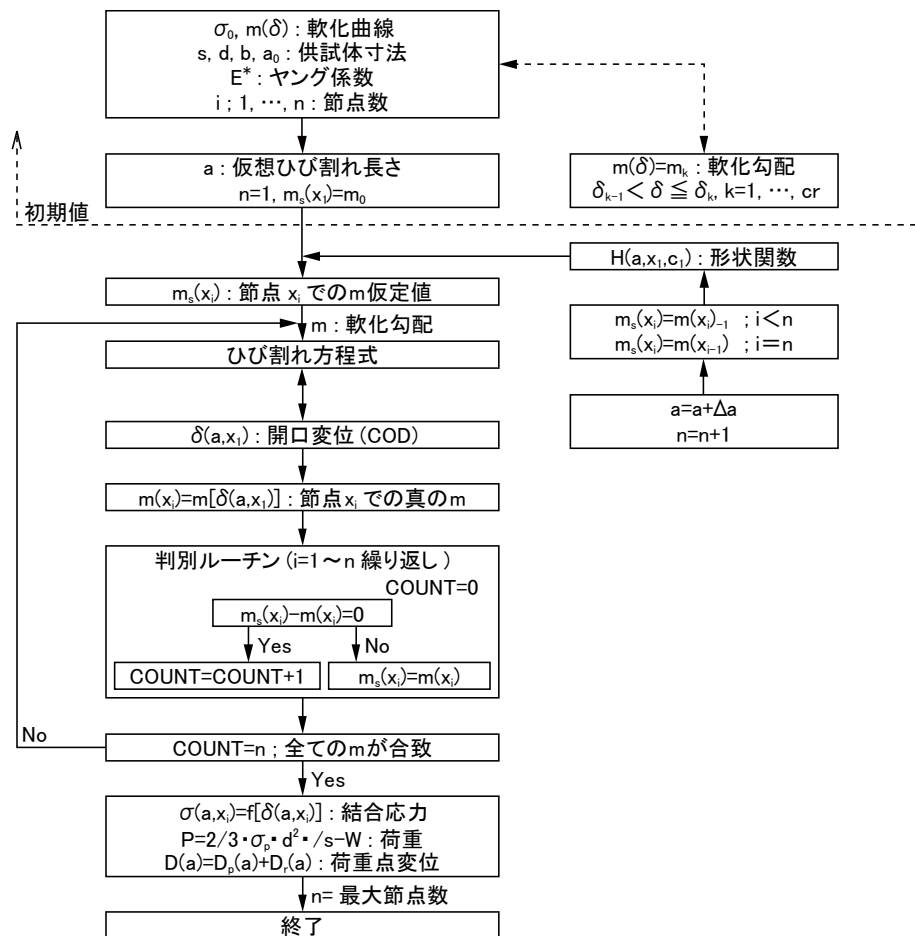 σ₀, m(δ) : 軟化曲線
s, d, b, a₀ : 供試体寸法
E* : ヤング係数
i ; 1, …, n : 節点数
a : 仮想ひび割れ長さ
n=1, mₛ(x₁)=m₀
m(δ)=mₖ : 軟化勾配
δₖ₋₁< δ ≦ δₖ, k=1, …, cr
初期値
H(a,x₁,c₁) : 形状関数
mₛ(xᵢ) : 節点 xᵢ でのm仮定値
m : 軟化勾配
mₛ(xᵢ)=m(xᵢ)₋₁ ; i<n
mₛ(xᵢ)=m(xᵢ₋₁) ; i=n
ひび割れ方程式
a=a+Δa
n=n+1
δ(a,x₁) : 開口変位 (COD)
m(xᵢ)=m[δ(a,x₁)] : 節点xᵢ での真のm
判別ルーチン (i=1～n 繰り返し )
COUNT=0
mₛ(xᵢ)-m(xᵢ)=0
Yes
No
COUNT=COUNT+1
mₛ(xᵢ)=m(xᵢ)
No
COUNT=n ; 全てのmが合致
Yes
σ(a,xᵢ)=f[δ(a,xᵢ)] : 結合応力
P=2/3・σₚ・d²・/s-W : 荷重
D(a)=Dₚ(a)+Dᵣ(a) : 荷重点変位
n= 最大節点数
終了